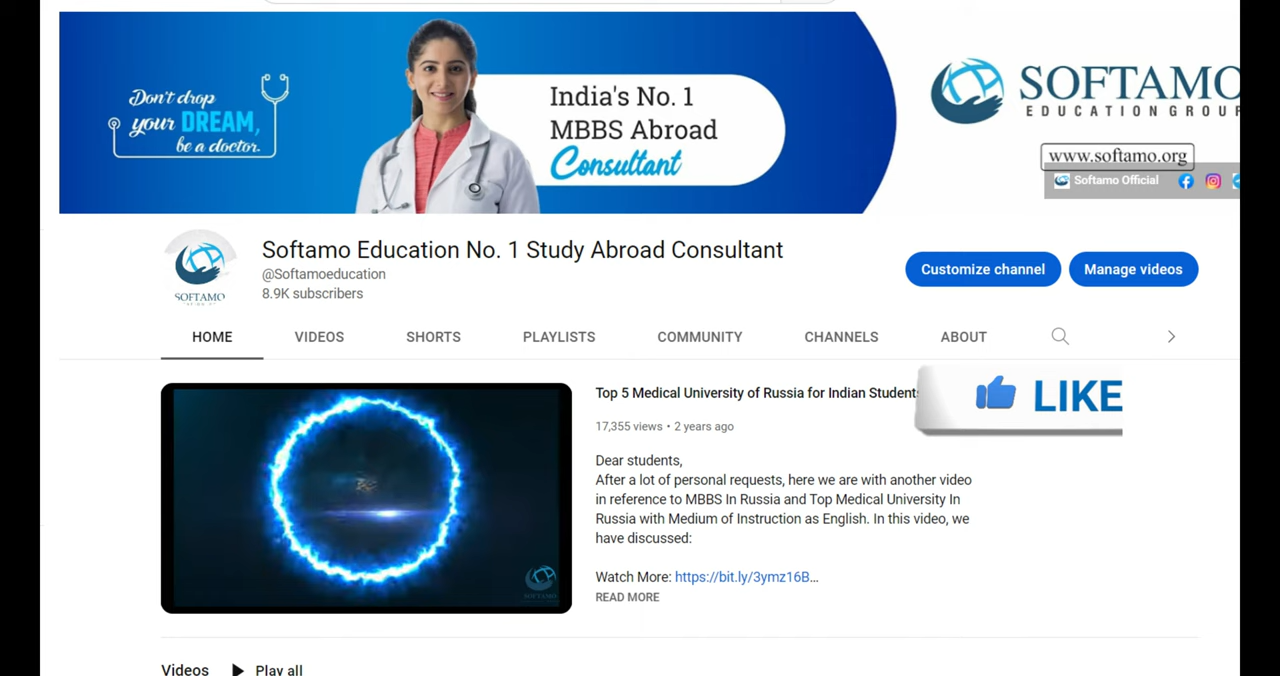 Don't drop
your DREAM,
be a doctor.
India's No. 1
MBBS Abroad
Consultant
SOFTAMO
EDUCATION GROUP
www.softamo.org
Softamo Official
SOFTAMO
Softamo Education No. 1 Study Abroad Consultant
@Softamoeducation
8.9K subscribers
Customize channel
Manage videos
HOME VIDEOS SHORTS PLAYLISTS COMMUNITY CHANNELS ABOUT
Top 5 Medical University of Russia for Indian Student
LIKE
17,355 views • 2 years ago
Dear students,
After a lot of personal requests, here we are with another video
in reference to MBBS In Russia and Top Medical University In
Russia with Medium of Instruction as English. In this video, we
have discussed:
Watch More: https://bit.ly/3ymz16B...
READ MORE
SOFTAMO
Videos Play all